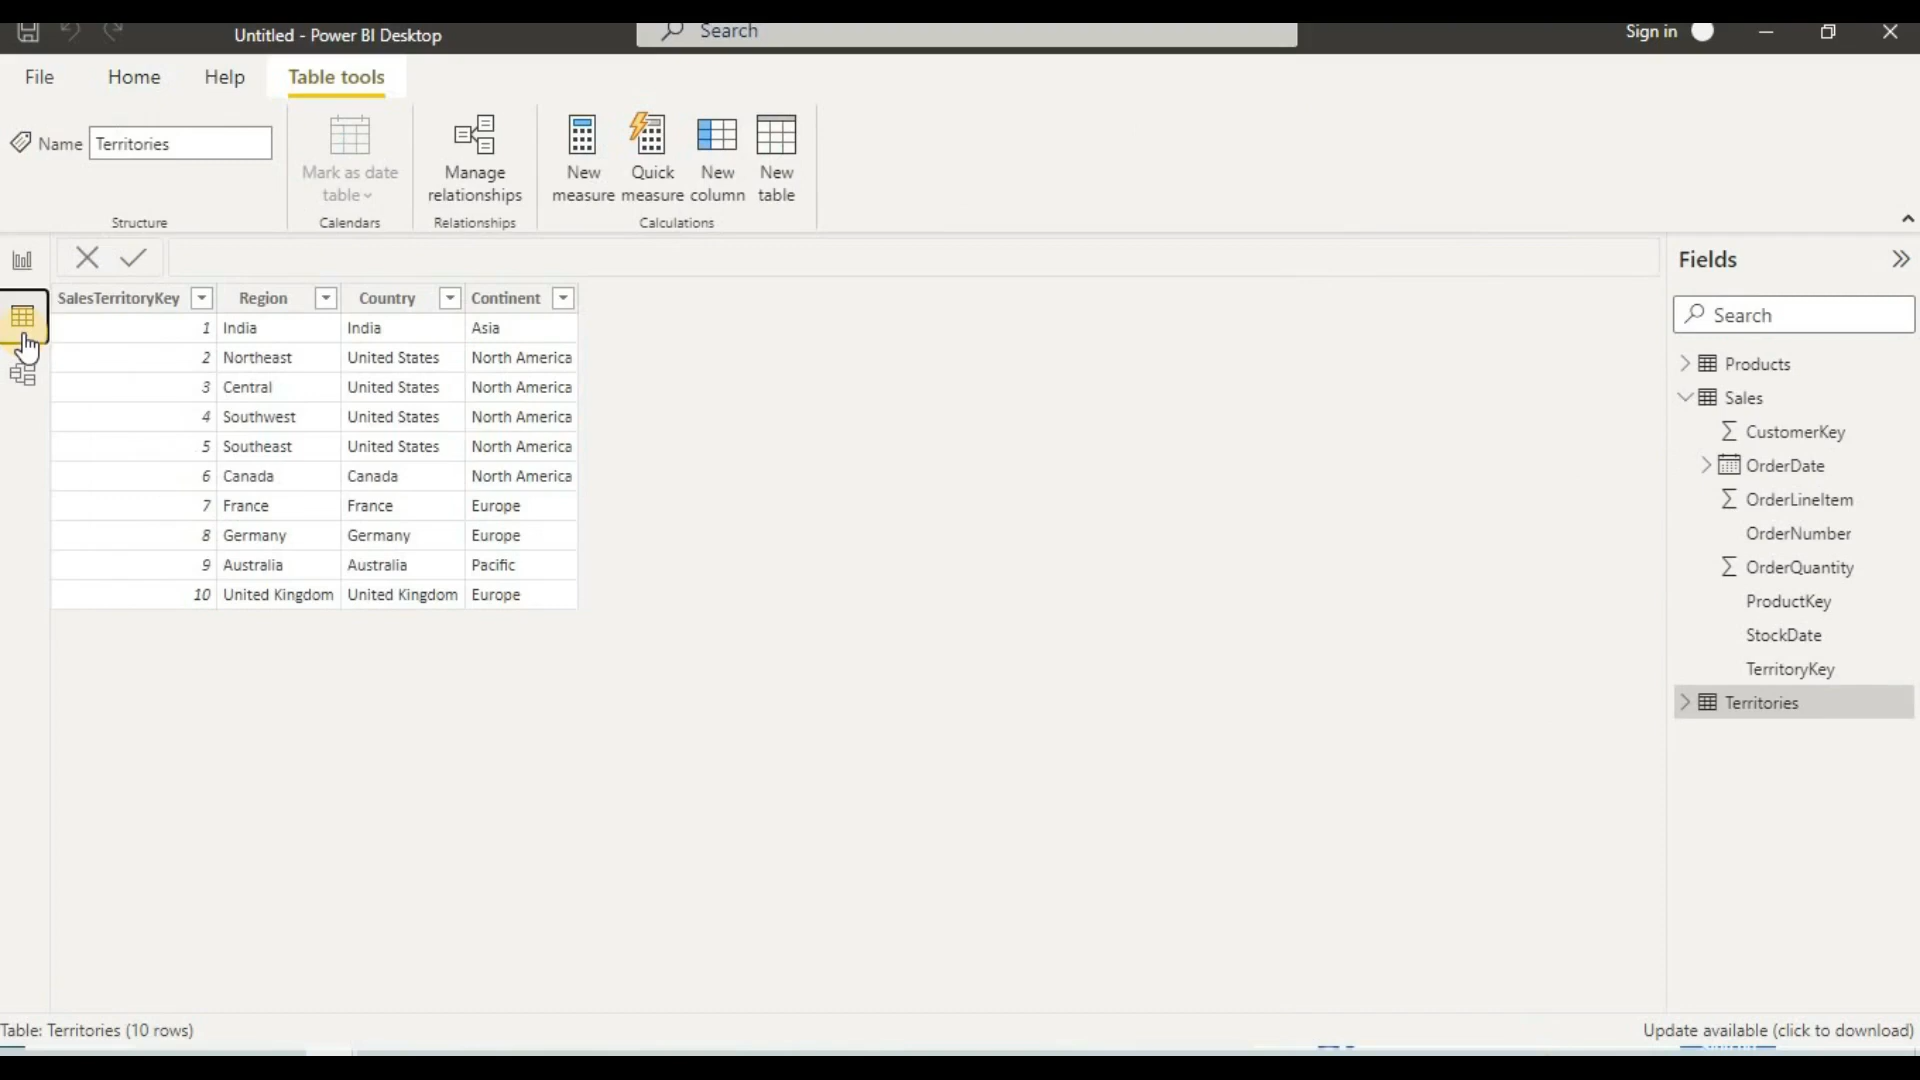 Untitled - Power BI Desktop
Search
Sign in
File
Home
Help
Table tools
Name
Territories
Mark as date
table
Manage
relationships
New
measure
Quick
measure
New
column
New
table
Structure
Calendars
Relationships
Calculations
SalesTerritoryKey Region Country Continent
1 India India Asia
2 Northeast United States North America
3 Central United States North America
4 Southwest United States North America
5 Southeast United States North America
6 Canada Canada North America
7 France France Europe
8 Germany Germany Europe
9 Australia Australia Pacific
10 United Kingdom United Kingdom Europe
Fields
Search
Products
Sales
CustomerKey
OrderDate
OrderLineItem
OrderNumber
OrderQuantity
ProductKey
StockDate
TerritoryKey
Territories
Table: Territories (10 rows)
Update available (click to download)